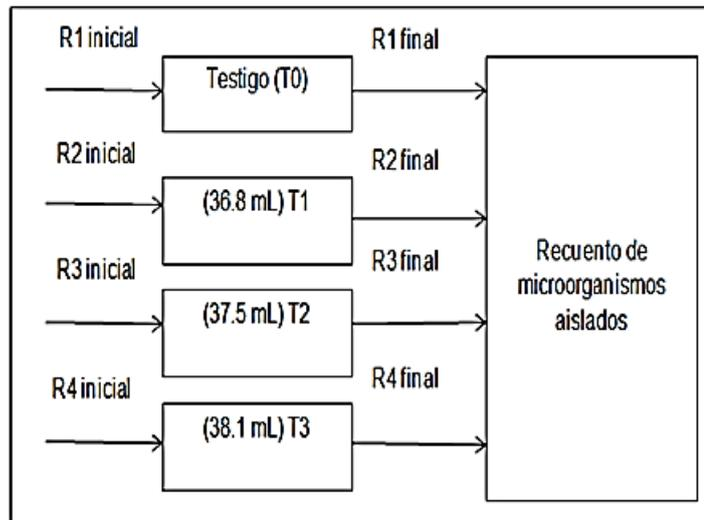 R1 inicial
Testigo (T0)
R1 final
R2 inicial
(36.8 mL) T1
R2 final
R3 inicial
(37.5 mL) T2
R3 final
R4 inicial
(38.1 mL) T3
R4 final
Recuento de
microorganismos
aislados